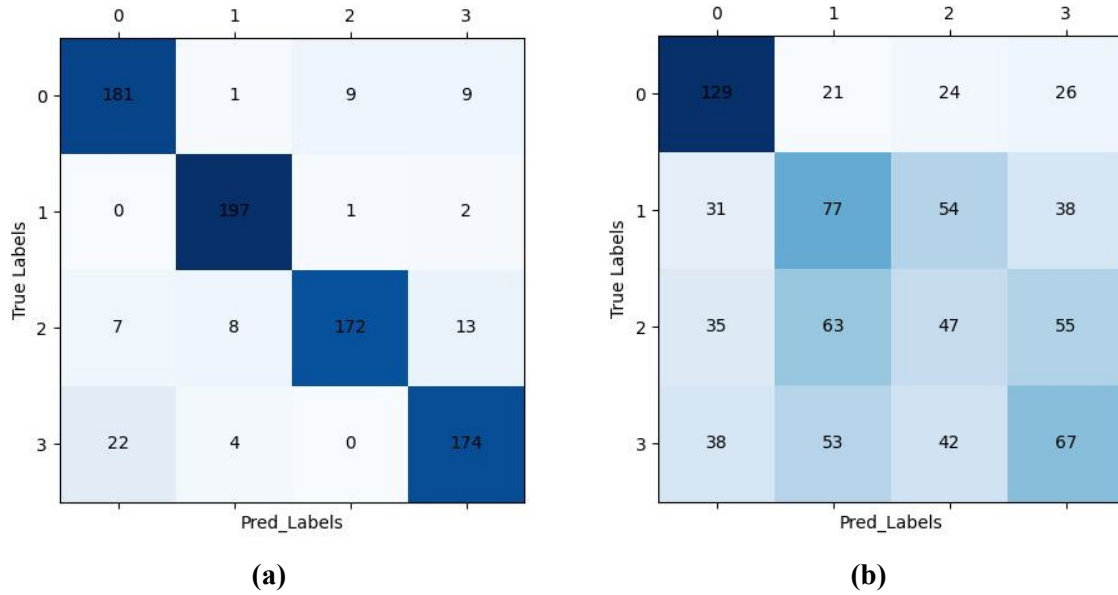 0 1 2 3
0 181 1 9 9
1 0 197 1 2
2 7 8 172 13
3 22 4 0 174
True Labels
Pred_Labels
(a)
0 1 2 3
0 129 21 24 26
1 31 77 54 38
2 35 63 47 55
3 38 53 42 67
True Labels
Pred_Labels
(b)